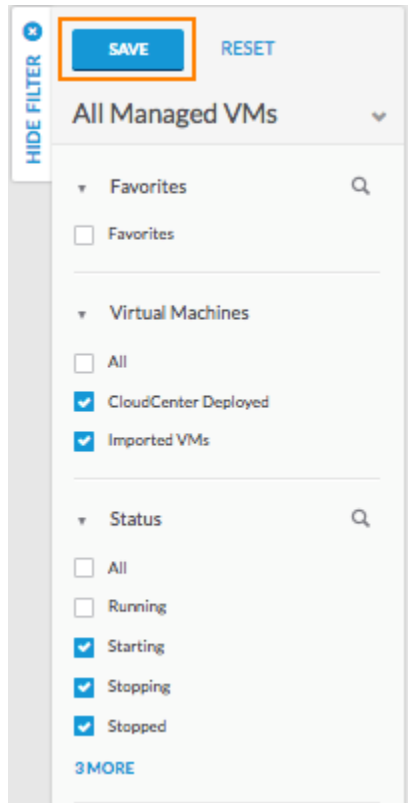 HIDE FILTER
SAVE RESET
All Managed VMs
Favorites
Favorites
Virtual Machines
All
CloudCenter Deployed
Imported VMs
Status
All
Running
Starting
Stopping
Stopped
3 MORE